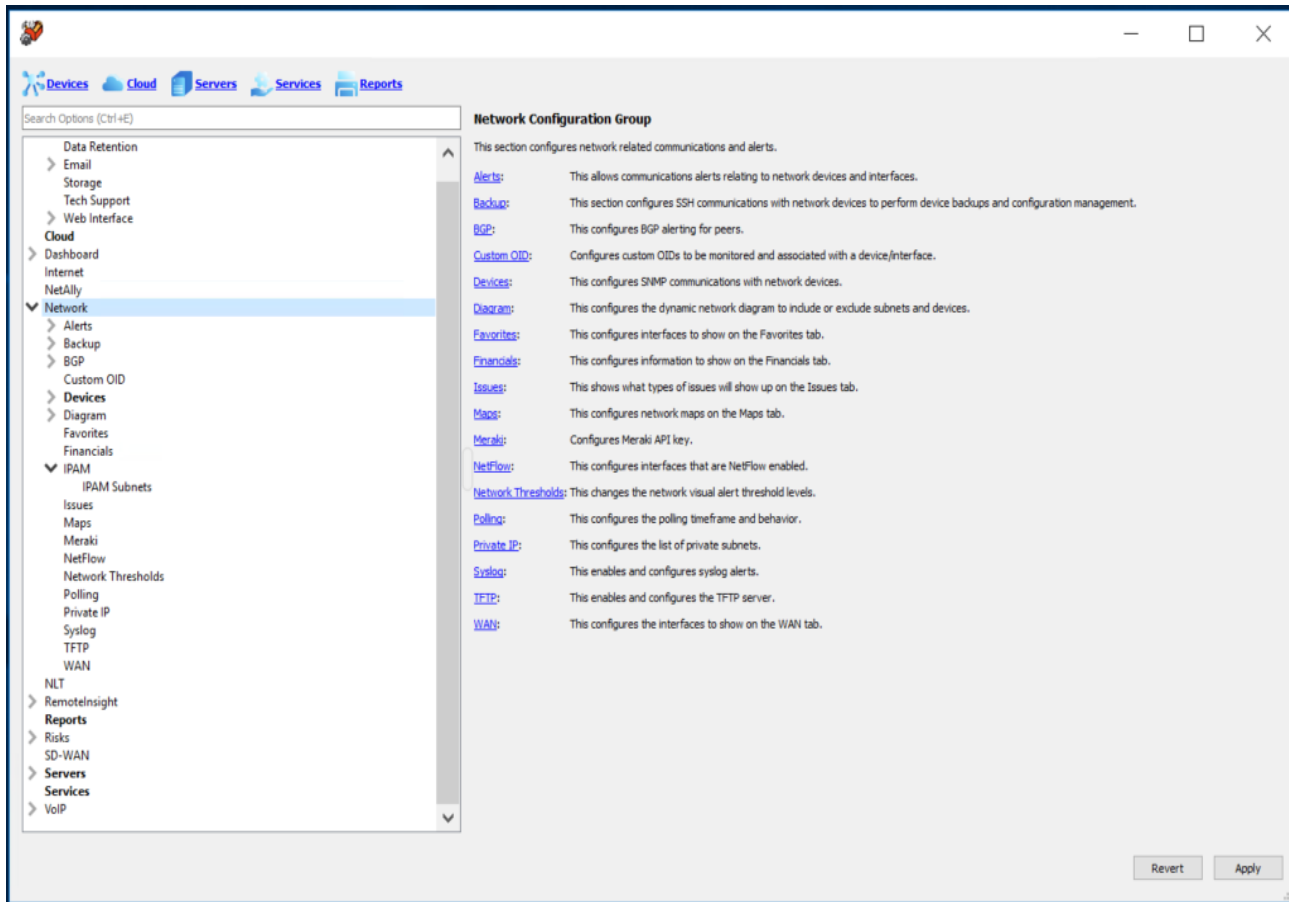 Devices Cloud Servers Services Reports
Search Options (Ctrl+E)
Data Retention
Email
Storage
Tech Support
Web Interface
Cloud
Dashboard
Internet
NetAlly
Network
Alerts
Backup
BGP
Custom OID
Devices
Diagram
Favorites
Financials
IPAM
IPAM Subnets
Issues
Maps
Meraki
NetFlow
Network Thresholds
Polling
Private IP
Syslog
TFTP
WAN
NLT
RemoteInsight
Reports
Risks
SD-WAN
Servers
Services
VoIP
Network Configuration Group
This section configures network related communications and alerts.
Alerts: This allows communications alerts relating to network devices and interfaces.
Backup: This section configures SSH communications with network devices to perform device backups and configuration management.
BGP: This configures BGP alerting for peers.
Custom OID: Configures custom OIDs to be monitored and associated with a device/interface.
Devices: This configures SNMP communications with network devices.
Diagram: This configures the dynamic network diagram to include or exclude subnets and devices.
Favorites: This configures interfaces to show on the Favorites tab.
Financials: This configures information to show on the Financials tab.
Issues: This shows what types of issues will show up on the Issues tab.
Maps: This configures network maps on the Maps tab.
Meraki: Configures Meraki API key.
NetFlow: This configures interfaces that are NetFlow enabled.
Network Thresholds: This changes the network visual alert threshold levels.
Polling: This configures the polling timeframe and behavior.
Private IP: This configures the list of private subnets.
Syslog: This enables and configures syslog alerts.
TFTP: This enables and configures the TFTP server.
WAN: This configures the interfaces to show on the WAN tab.
Revert Apply